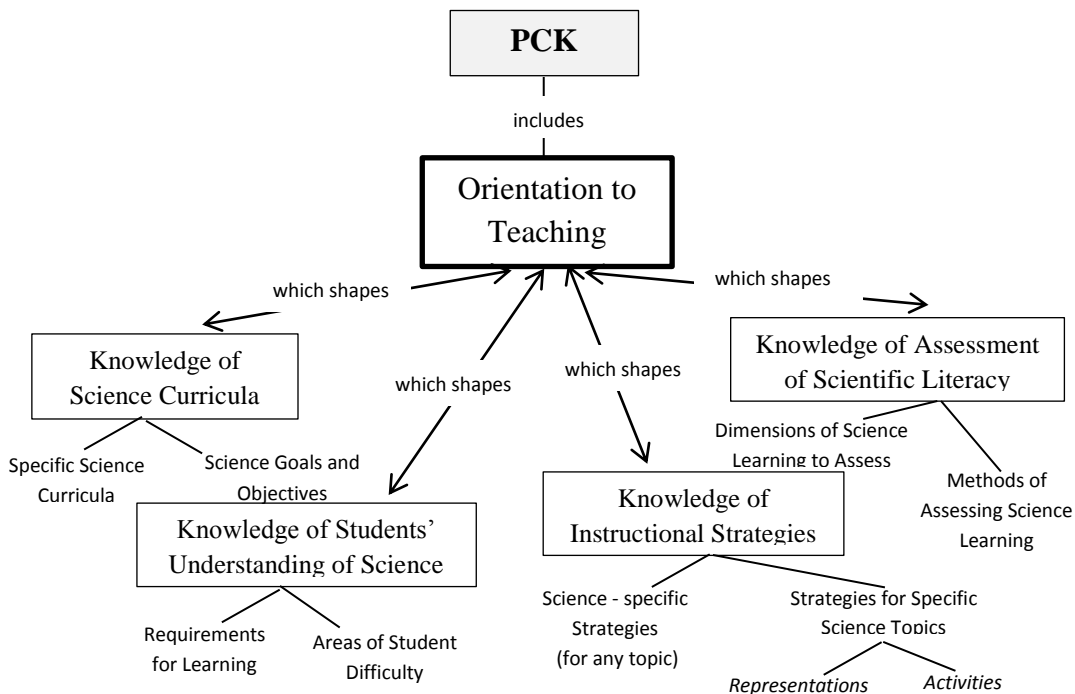 PCK
includes
Orientation to
Teaching
which shapes
which shapes
which shapes
which shapes
Knowledge of
Science Curricula
Specific Science
Curricula
Science Goals and
Objectives
Knowledge of Students’
Understanding of Science
Requirements
for Learning
Areas of Student
Difficulty
Knowledge of
Instructional Strategies
Science - specific
Strategies
(for any topic)
Strategies for Specific
Science Topics
Representations
Activities
Knowledge of Assessment
of Scientific Literacy
Dimensions of Science
Learning to Assess
Methods of
Assessing Science
Learning